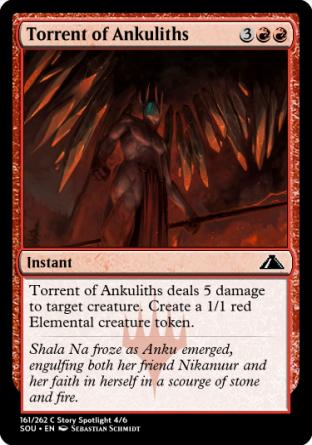 Torrent of Ankuliths 3
Instant
Torrent of Ankuliths deals 5 damage
to target creature. Create a 1/1 red
Elemental creature token.
Shala Na froze as Anku emerged,
engulfing both her friend Nikanuur and
her faith in herself in a scourge of stone
and fire.
161/262 C Story Spotlight 4/6
SOU • EN Sebastian Schmidt